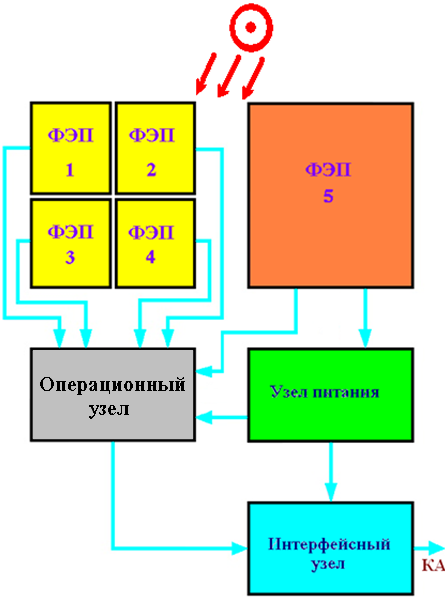 ФЭП
1
ФЭП
2
ФЭП
3
ФЭП
4
ФЭП
5
Операционный
узел
Узел питания
Интерфейсный
узел
КА